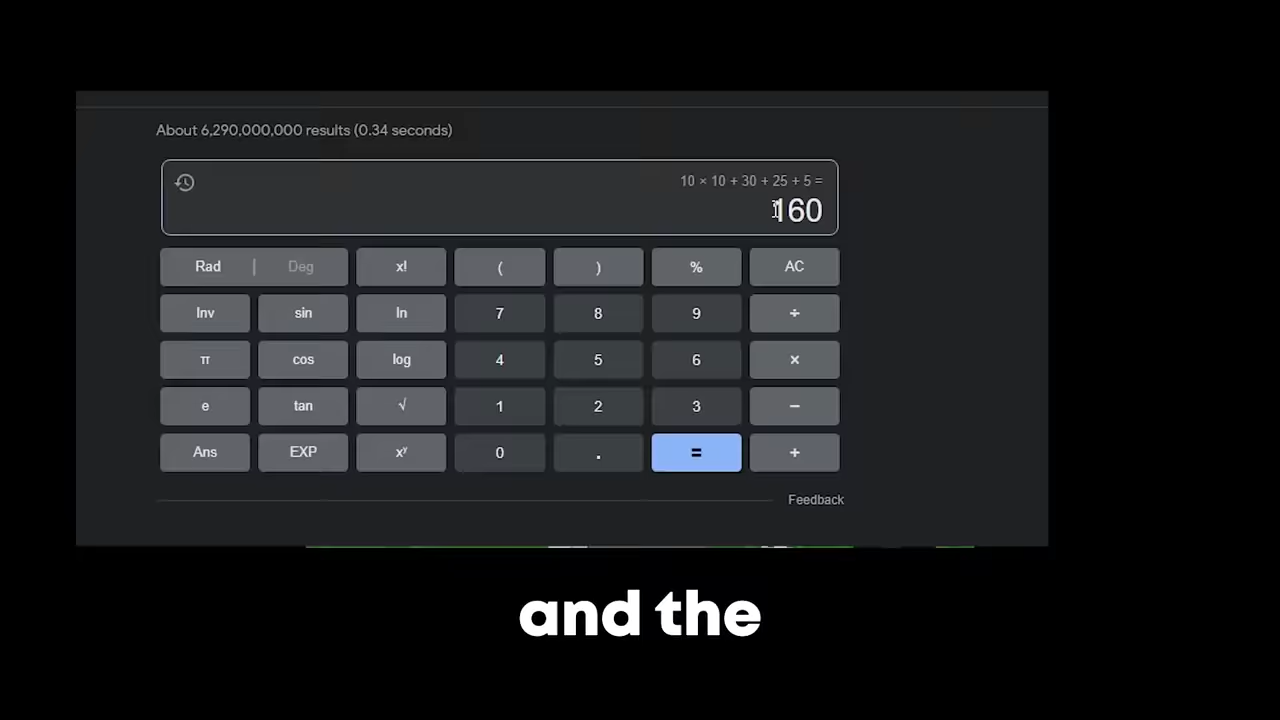 About 6,290,000,000 results (0.34 seconds)
10 × 10 + 30 + 25 + 5 =
160
Rad | Deg x! ( ) % AC
Inv sin ln 7 8 9 ÷
π cos log 4 5 6 ×
e tan √ 1 2 3 −
Ans EXP xʸ 0 . = +
Feedback
and the